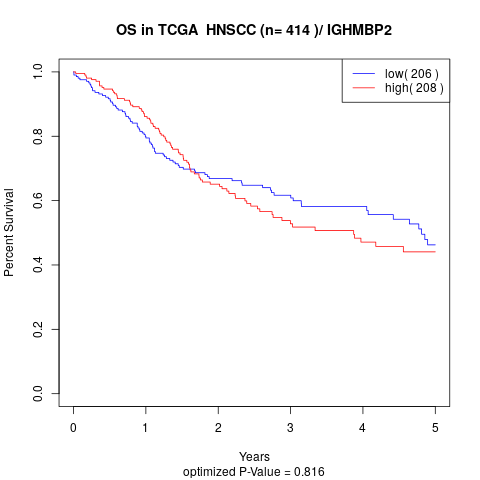 OS in TCGA  HNSCC (n= 414 )/ IGHMBP2
low( 206 )
high( 208 )
Percent Survival
1.0
0.8
0.6
0.4
0.2
0.0
0 1 2 3 4 5
Years
optimized P-Value = 0.816